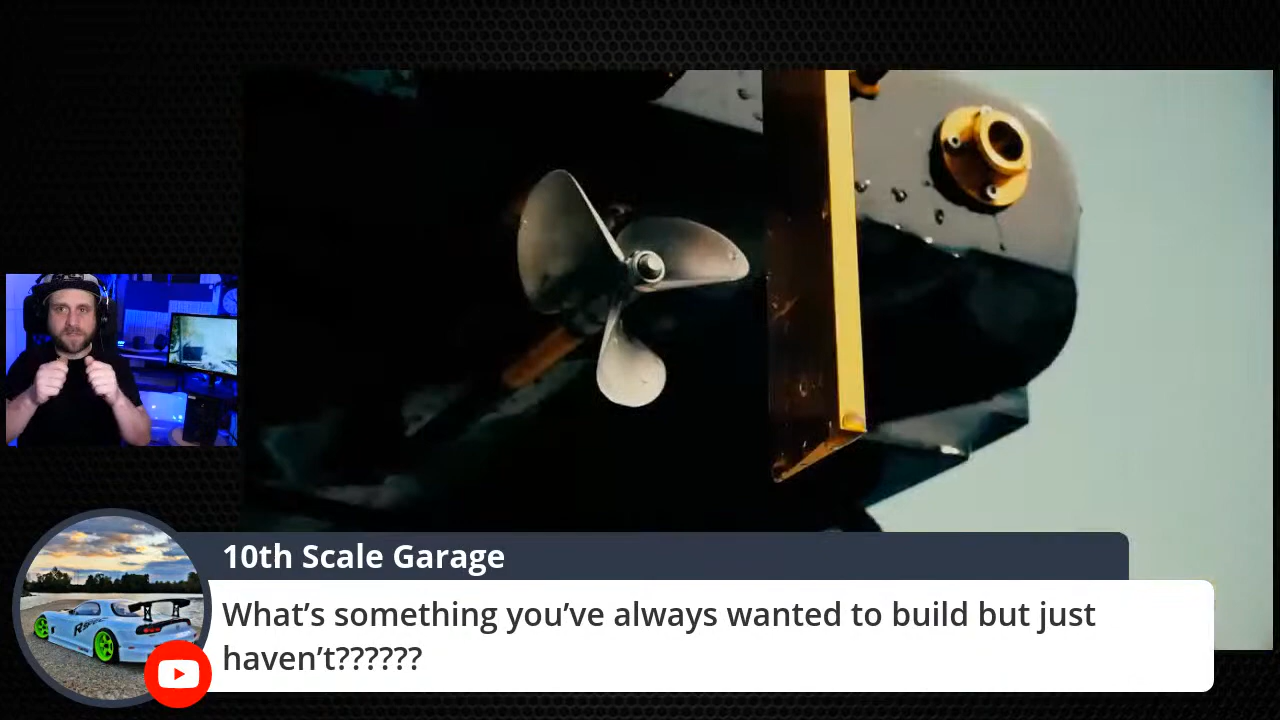 10th Scale Garage
What’s something you’ve always wanted to build but just
haven’t??????